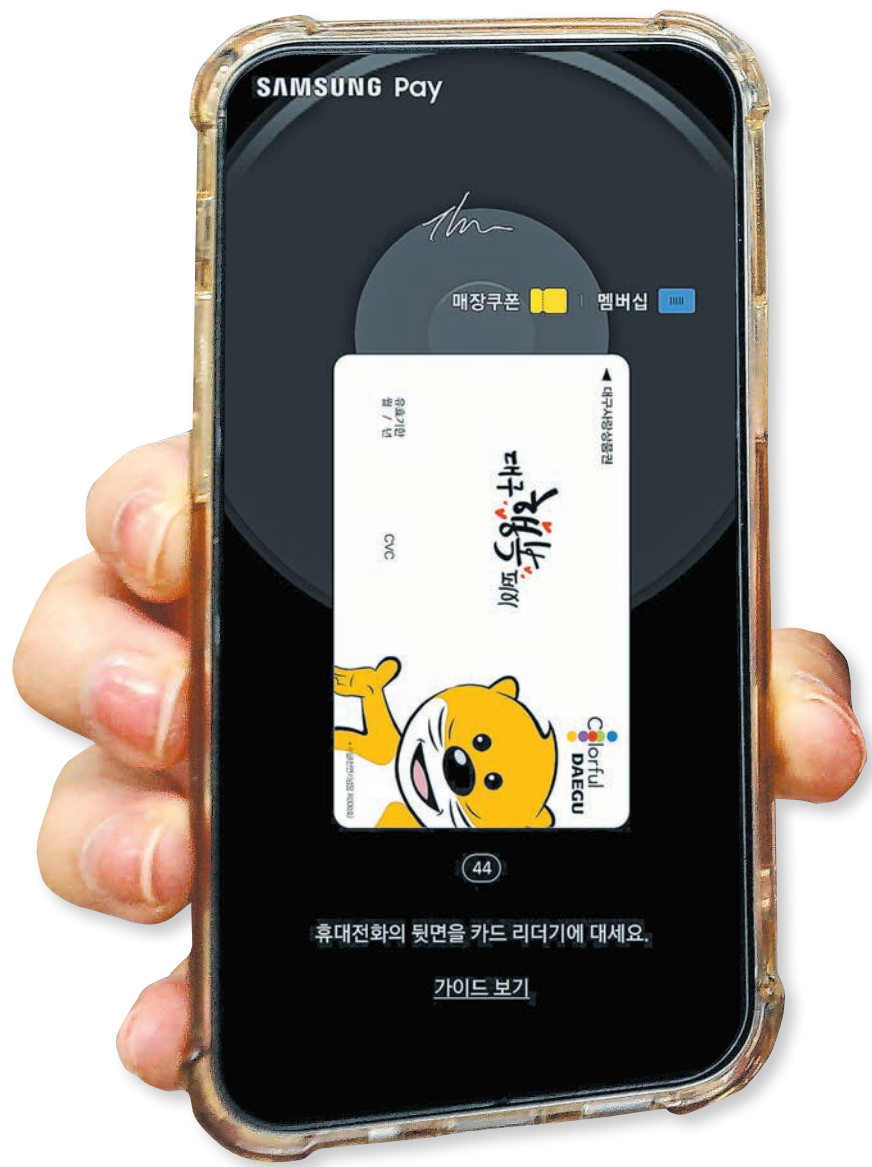 SAMSUNG Pay
매장쿠폰 | 멤버십
◀ 대구사랑상품권
대구행복페이
유효기한
월 / 년
CVC
Colorful
DAEGU
44
휴대전화의 뒷면을 카드 리더기에 대세요.
가이드 보기